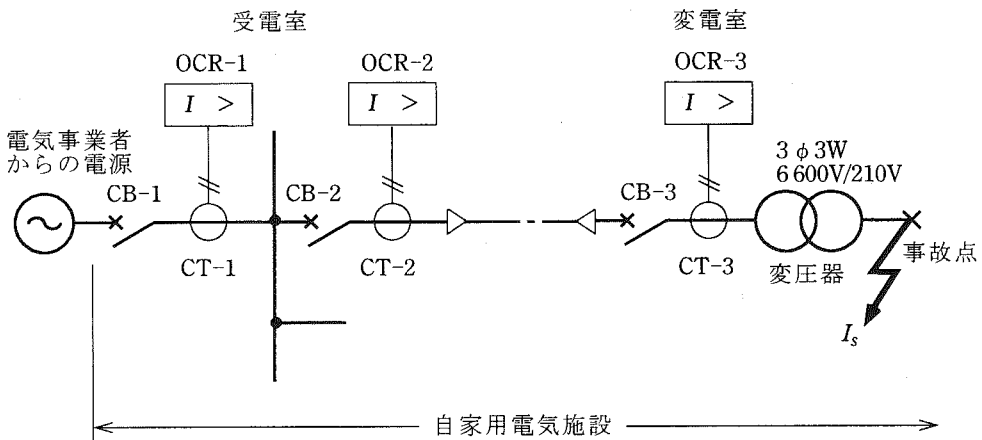 受電室
変電室
OCR-1
OCR-2
OCR-3
I >
I >
I >
電気事業者
からの電源
3φ3W
6 600V/210V
CB-1
CB-2
CB-3
CT-1
CT-2
CT-3
変圧器
事故点
Is
自家用電気施設